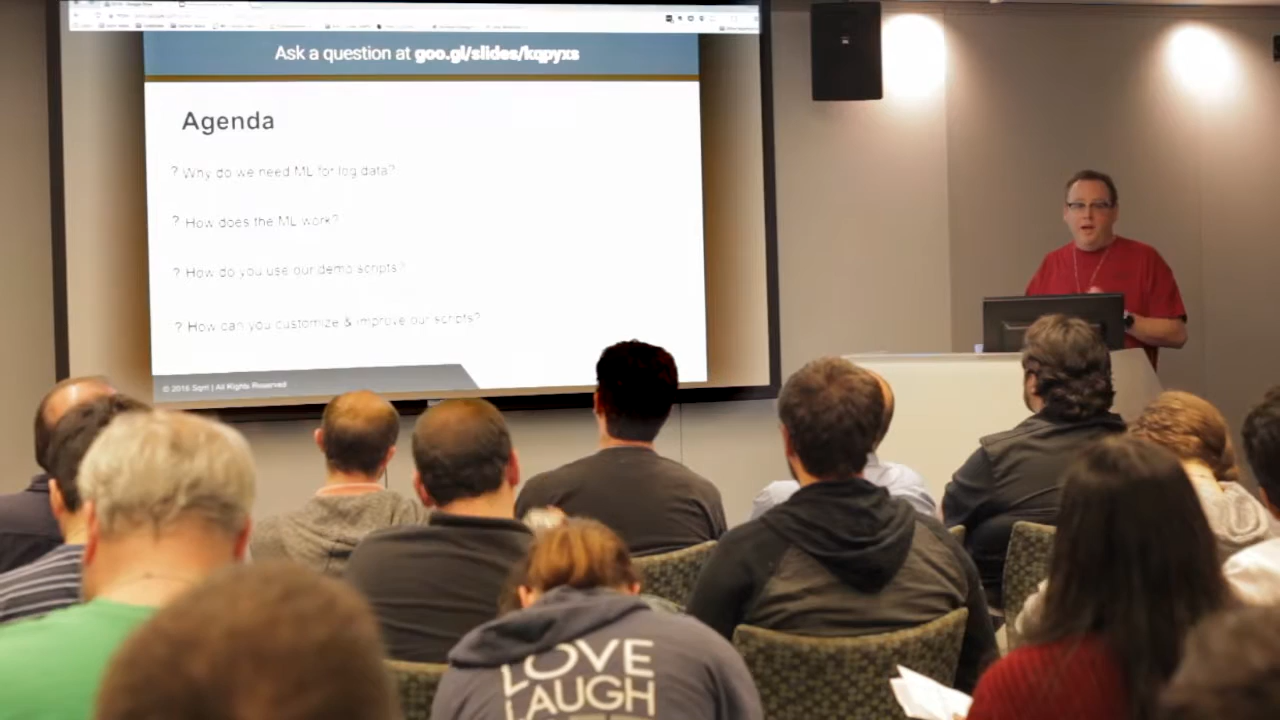 Ask a question at goo.gl/slides/kqpyxs
Agenda
? Why do we need ML for log data?
? How does the ML work?
? How do you use our demo scripts?
? How can you customize & improve our scripts?
© 2016 Sqrrl | All Rights Reserved
LOVE
LAUGH